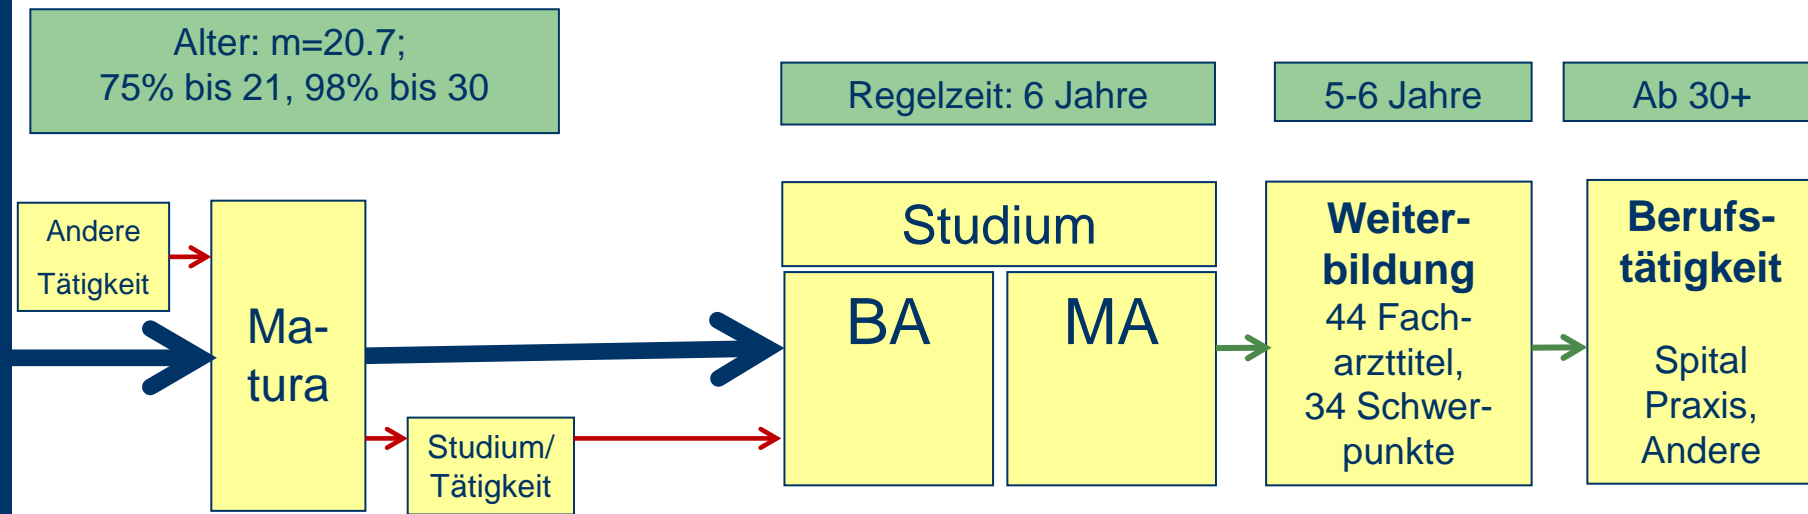 Alter: m=20.7;
75% bis 21, 98% bis 30
Regelzeit: 6 Jahre
5-6 Jahre
Ab 30+
Andere
Tätigkeit
Ma-
tura
Studium/
Tätigkeit
Studium
BA
MA
Weiter-
bildung
44 Fach-
arzttitel,
34 Schwer-
punkte
Berufs-
tätigkeit
Spital
Praxis,
Andere